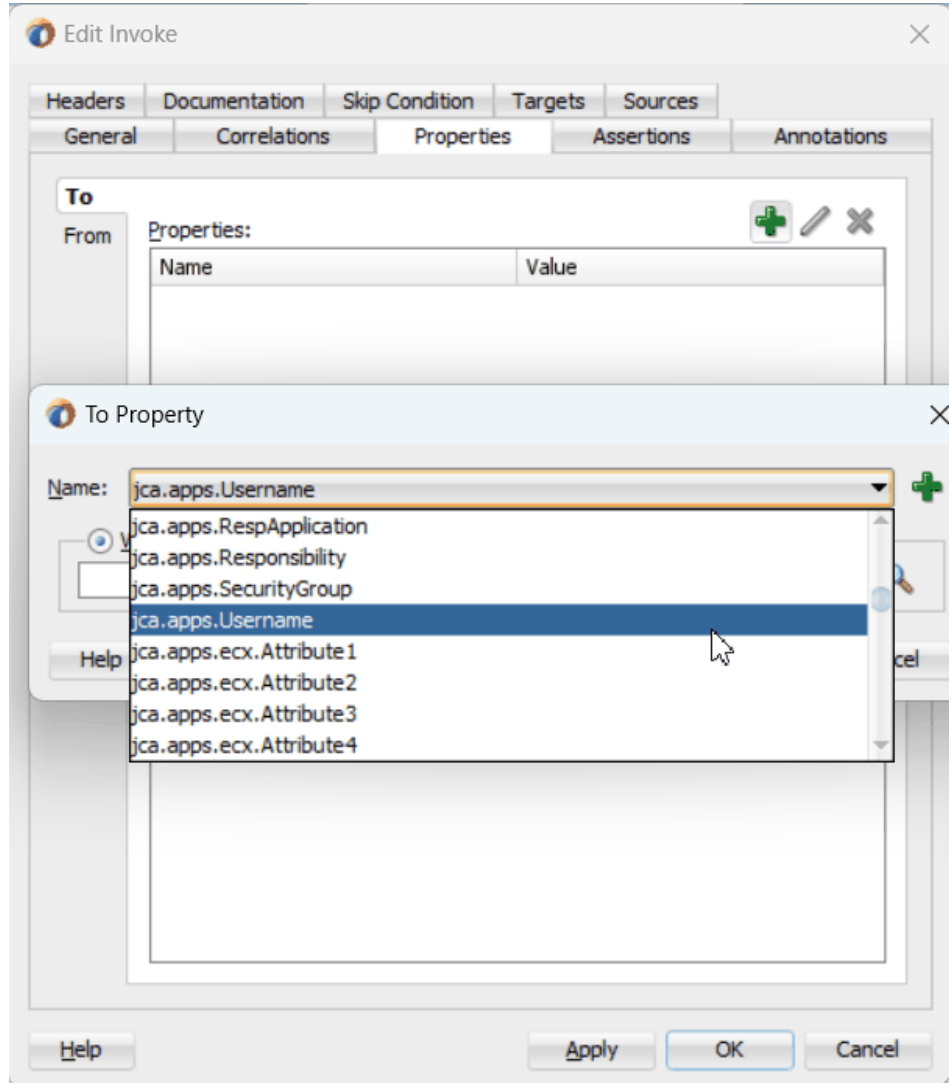 Edit Invoke
Headers Documentation Skip Condition Targets Sources
General Correlations Properties Assertions Annotations
To
From
Properties:
Name Value
To Property
Name: jca.apps.Username
jca.apps.RespApplication
jca.apps.Responsibility
jca.apps.SecurityGroup
jca.apps.Username
Help
jca.apps.ecx.Attribute1
jca.apps.ecx.Attribute2
jca.apps.ecx.Attribute3
jca.apps.ecx.Attribute4
Help Apply OK Cancel